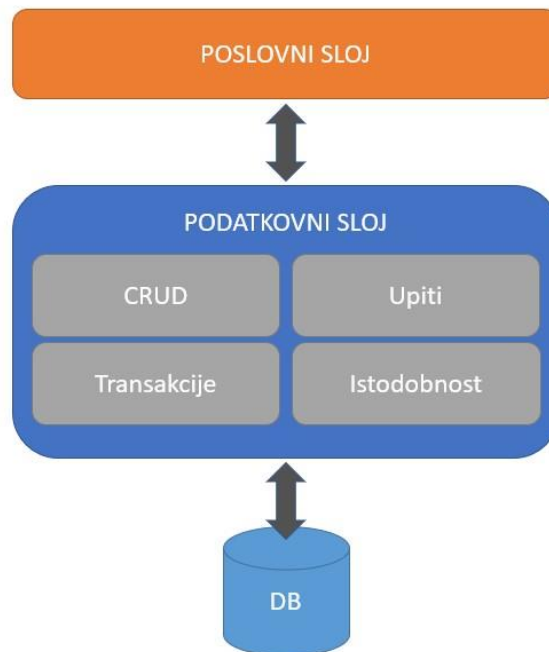 POSLOVNI SLOJ
PODATKOVNI SLOJ
CRUD
Upiti
Transakcije
Istodobnost
DB